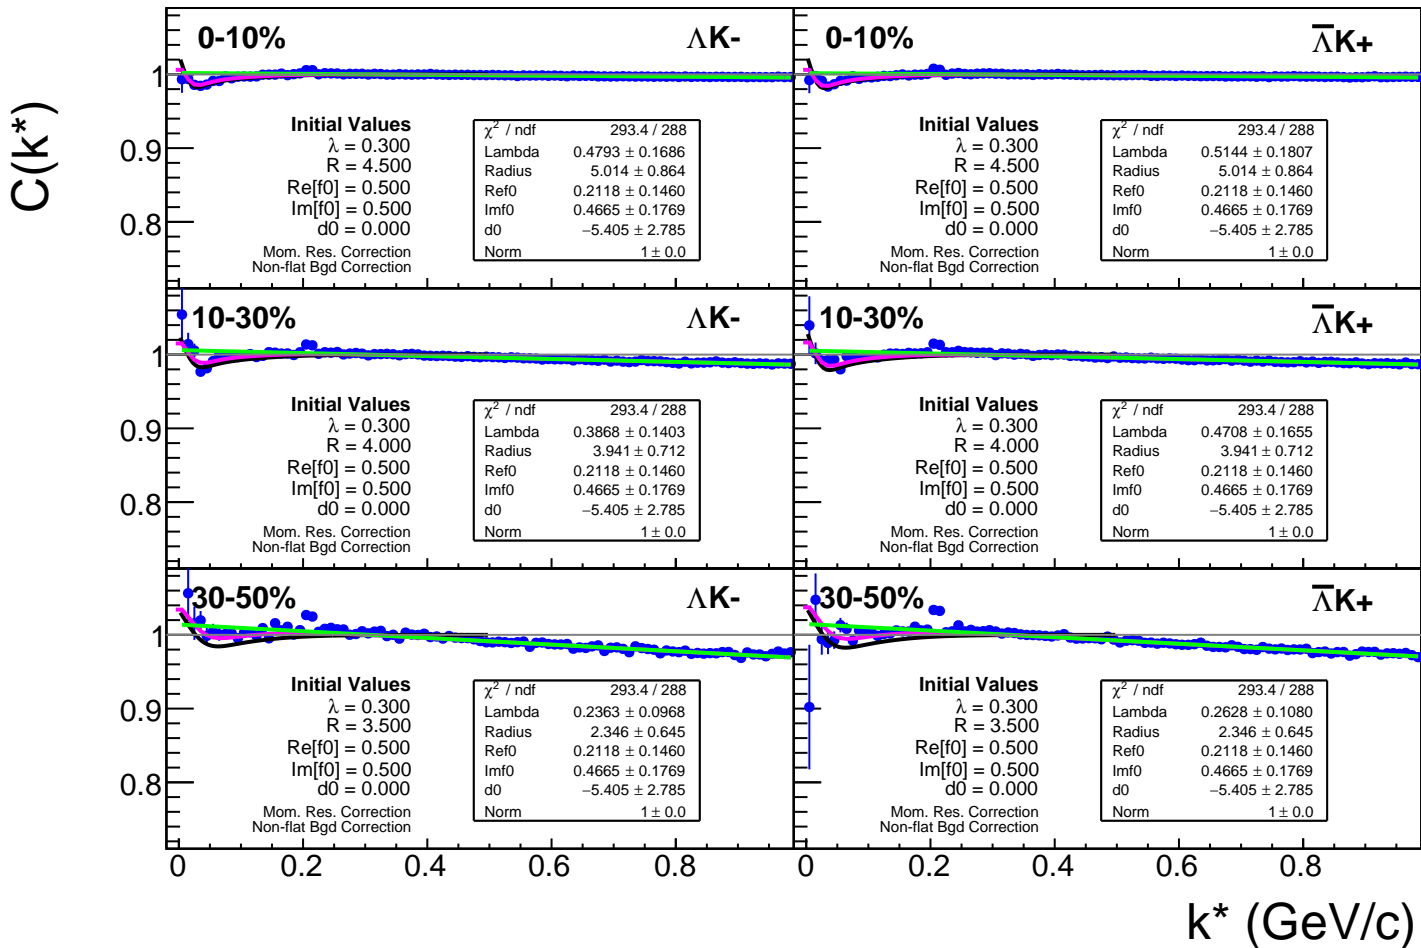 C(k*)
0-10%
ΛK-
1
0.9
0.8
Initial Values
λ = 0.300
R = 4.500
Re[f0] = 0.500
Im[f0] = 0.500
d0 = 0.000
Mom. Res. Correction
Non-flat Bgd Correction
χ² / ndf 293.4 / 288
Lambda 0.4793 ± 0.1686
Radius 5.014 ± 0.864
Ref0 0.2118 ± 0.1460
Imf0 0.4665 ± 0.1769
d0 −5.405 ± 2.785
Norm 1 ± 0.0
0-10%
Λ̅K+
Initial Values
λ = 0.300
R = 4.500
Re[f0] = 0.500
Im[f0] = 0.500
d0 = 0.000
Mom. Res. Correction
Non-flat Bgd Correction
χ² / ndf 293.4 / 288
Lambda 0.5144 ± 0.1807
Radius 5.014 ± 0.864
Ref0 0.2118 ± 0.1460
Imf0 0.4665 ± 0.1769
d0 −5.405 ± 2.785
Norm 1 ± 0.0
10-30%
ΛK-
1
0.9
0.8
Initial Values
λ = 0.300
R = 4.000
Re[f0] = 0.500
Im[f0] = 0.500
d0 = 0.000
Mom. Res. Correction
Non-flat Bgd Correction
χ² / ndf 293.4 / 288
Lambda 0.3868 ± 0.1403
Radius 3.941 ± 0.712
Ref0 0.2118 ± 0.1460
Imf0 0.4665 ± 0.1769
d0 −5.405 ± 2.785
Norm 1 ± 0.0
10-30%
Λ̅K+
Initial Values
λ = 0.300
R = 4.000
Re[f0] = 0.500
Im[f0] = 0.500
d0 = 0.000
Mom. Res. Correction
Non-flat Bgd Correction
χ² / ndf 293.4 / 288
Lambda 0.4708 ± 0.1655
Radius 3.941 ± 0.712
Ref0 0.2118 ± 0.1460
Imf0 0.4665 ± 0.1769
d0 −5.405 ± 2.785
Norm 1 ± 0.0
30-50%
ΛK-
1
0.9
0.8
Initial Values
λ = 0.300
R = 3.500
Re[f0] = 0.500
Im[f0] = 0.500
d0 = 0.000
Mom. Res. Correction
Non-flat Bgd Correction
χ² / ndf 293.4 / 288
Lambda 0.2363 ± 0.0968
Radius 2.346 ± 0.645
Ref0 0.2118 ± 0.1460
Imf0 0.4665 ± 0.1769
d0 −5.405 ± 2.785
Norm 1 ± 0.0
30-50%
Λ̅K+
Initial Values
λ = 0.300
R = 3.500
Re[f0] = 0.500
Im[f0] = 0.500
d0 = 0.000
Mom. Res. Correction
Non-flat Bgd Correction
χ² / ndf 293.4 / 288
Lambda 0.2628 ± 0.1080
Radius 2.346 ± 0.645
Ref0 0.2118 ± 0.1460
Imf0 0.4665 ± 0.1769
d0 −5.405 ± 2.785
Norm 1 ± 0.0
0 0.2 0.4 0.6 0.8 0 0.2 0.4 0.6 0.8
k* (GeV/c)